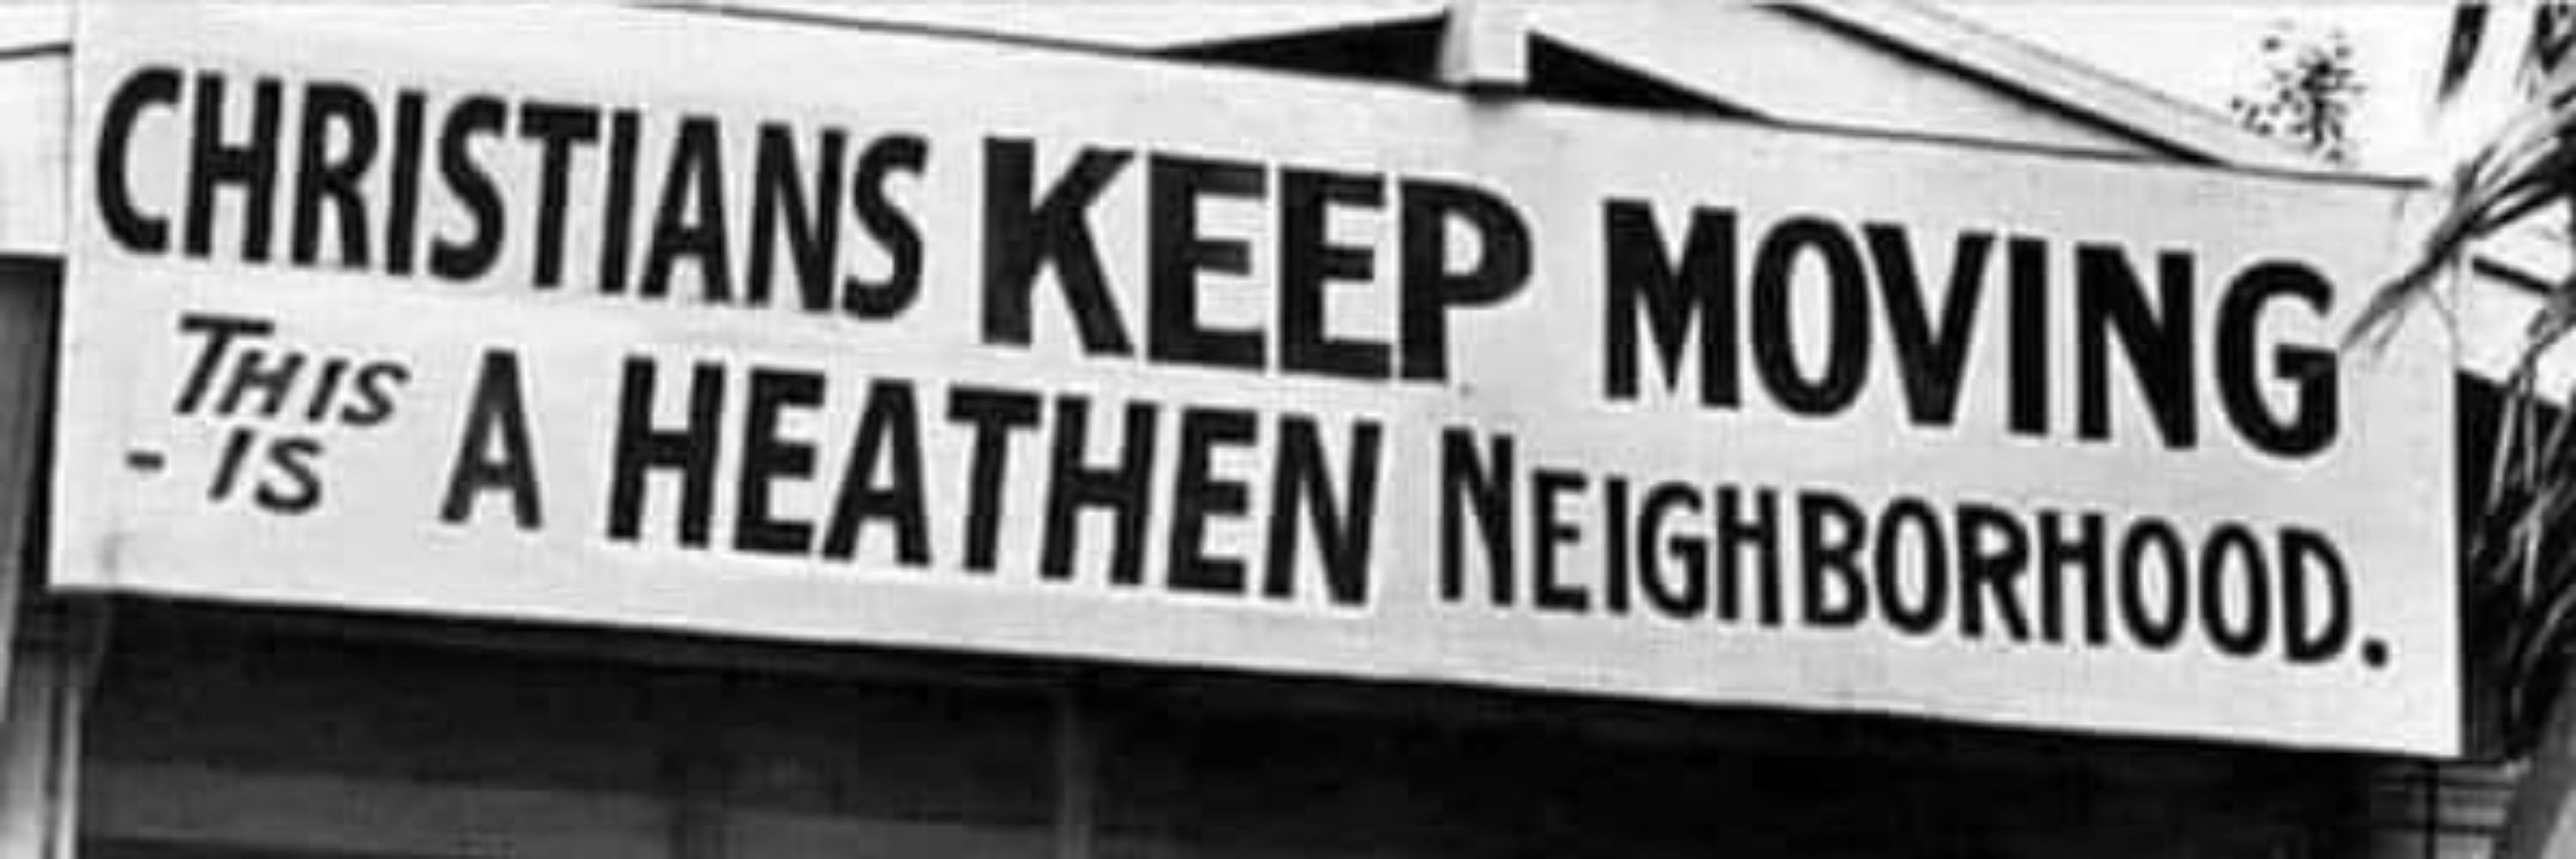 CHRISTIANS KEEP MOVING
THIS
- IS A HEATHEN NEIGHBORHOOD.